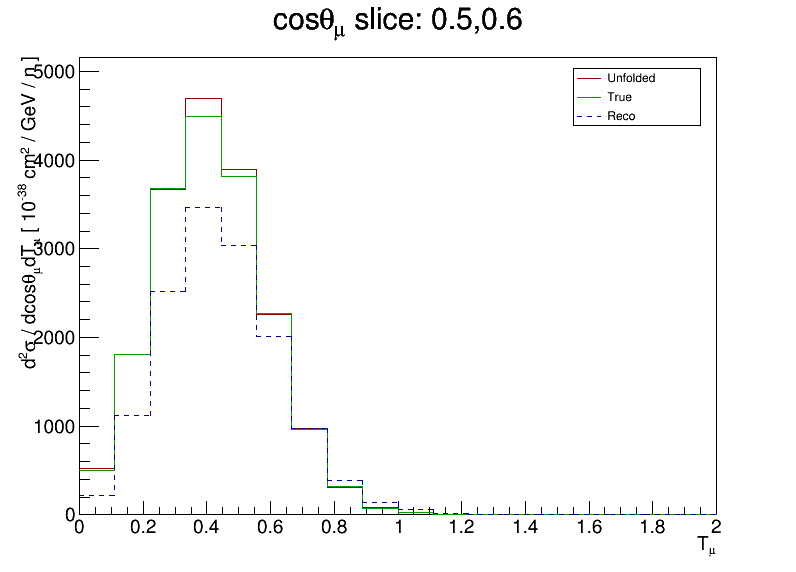 cosθμ slice: 0.5,0.6
d²σ / dcosθμdTμ [ 10⁻³⁸ cm² / GeV / n ]
5000
4000
3000
2000
1000
0
Unfolded
True
Reco
0 0.2 0.4 0.6 0.8 1 1.2 1.4 1.6 1.8 2
Tμ